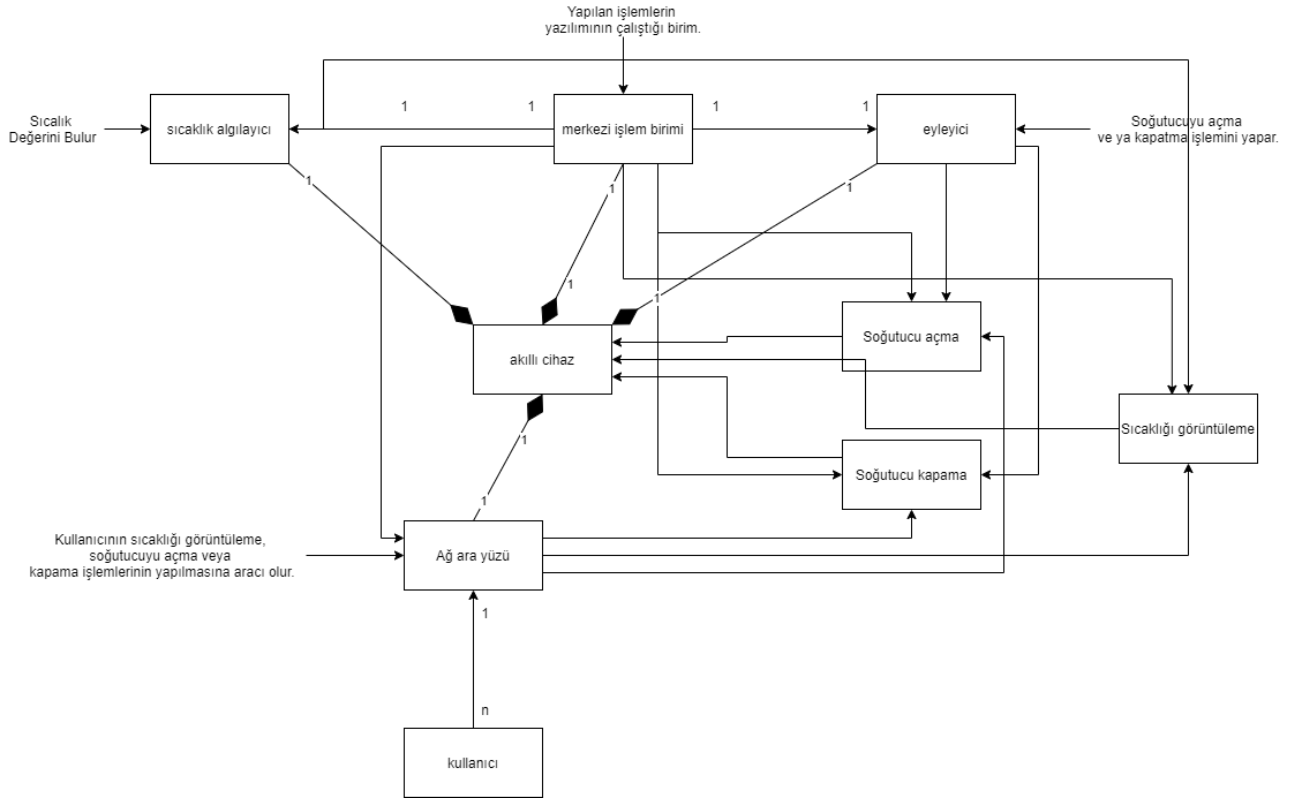 Yapılan işlemlerin
yazılımının çalıştığı birim.
Sıcalık
Değerini Bulur
sıcaklık algılayıcı
1
1
merkezi işlem birimi
1
1
eyleyici
Soğutucuyu açma
ve ya kapatma işlemini yapar.
1
1
1
1
1
akıllı cihaz
Soğutucu açma
Sıcaklığı görüntüleme
1
Soğutucu kapama
1
Kullanıcının sıcaklığı görüntüleme,
soğutucuyu açma veya
kapama işlemlerinin yapılmasına aracı olur.
Ağ ara yüzü
1
n
kullanıcı